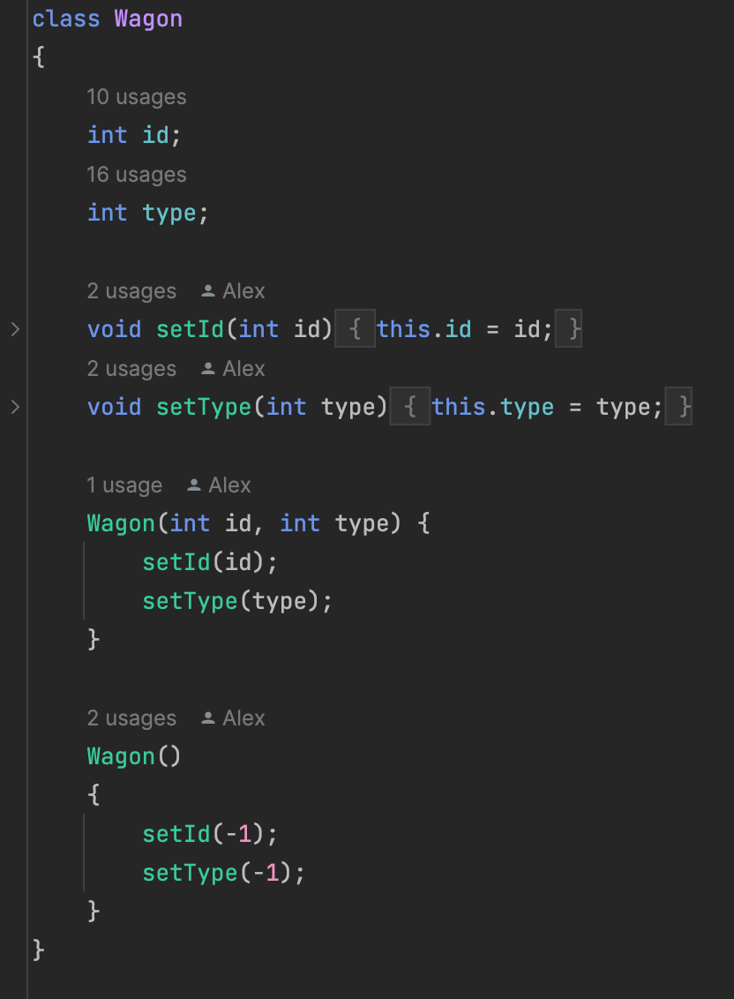 class Wagon
{
10 usages
int id;
16 usages
int type;
2 usages Alex
void setId(int id) { this.id = id; }
2 usages Alex
void setType(int type) { this.type = type; }
1 usage Alex
Wagon(int id, int type) {
setId(id);
setType(type);
}
2 usages Alex
Wagon()
{
setId(-1);
setType(-1);
}
}